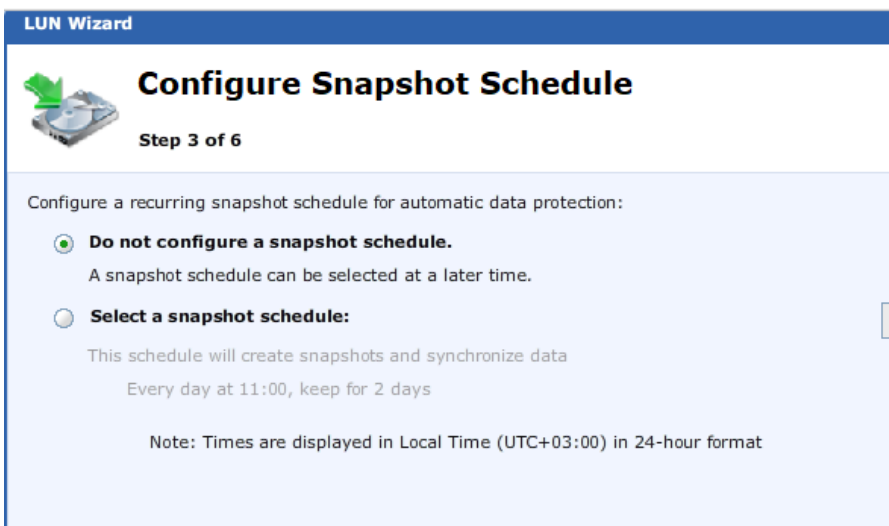 LUN Wizard
Configure Snapshot Schedule
Step 3 of 6
Configure a recurring snapshot schedule for automatic data protection:
Do not configure a snapshot schedule.
A snapshot schedule can be selected at a later time.
Select a snapshot schedule:
This schedule will create snapshots and synchronize data
Every day at 11:00, keep for 2 days
Note: Times are displayed in Local Time (UTC+03:00) in 24-hour format